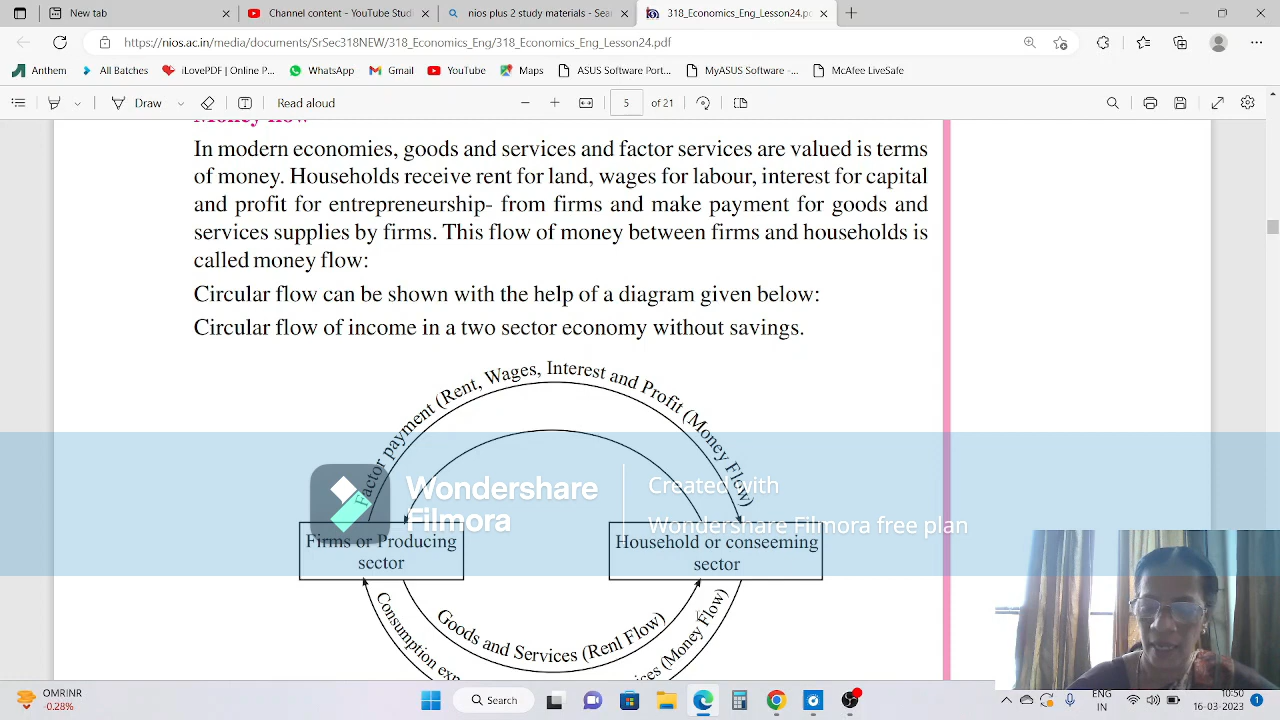 New tab
Channel content - YouTube Stud
nios plus 2 study materials - Sear
318_Economics_Eng_Lesson24.pd
https://nios.ac.in/media/documents/SrSec318NEW/318_Economics_Eng/318_Economics_Eng_Lesson24.pdf
Anthem
All Batches
iLovePDF | Online P...
WhatsApp
Gmail
YouTube
Maps
ASUS Software Port...
MyASUS Software -...
McAfee LiveSafe
Draw
Read aloud
5 of 21
Money flow
In modern economies, goods and services and factor services are valued is terms
of money. Households receive rent for land, wages for labour, interest for capital
and profit for entrepreneurship- from firms and make payment for goods and
services supplies by firms. This flow of money between firms and households is
called money flow:
Circular flow can be shown with the help of a diagram given below:
Circular flow of income in a two sector economy without savings.
Factor payment (Rent, Wages, Interest and Profit (Money Flow)
Wondershare
Filmora
Created with
Wondershare Filmora free plan
Firms or Producing
sector
Household or conseeming
sector
Goods and Services (Renl Flow)
Consumption exp
ces (Money Flow)
OMRINR
-0.28%
Search
ENG
IN
10:50
16-03-2023
1